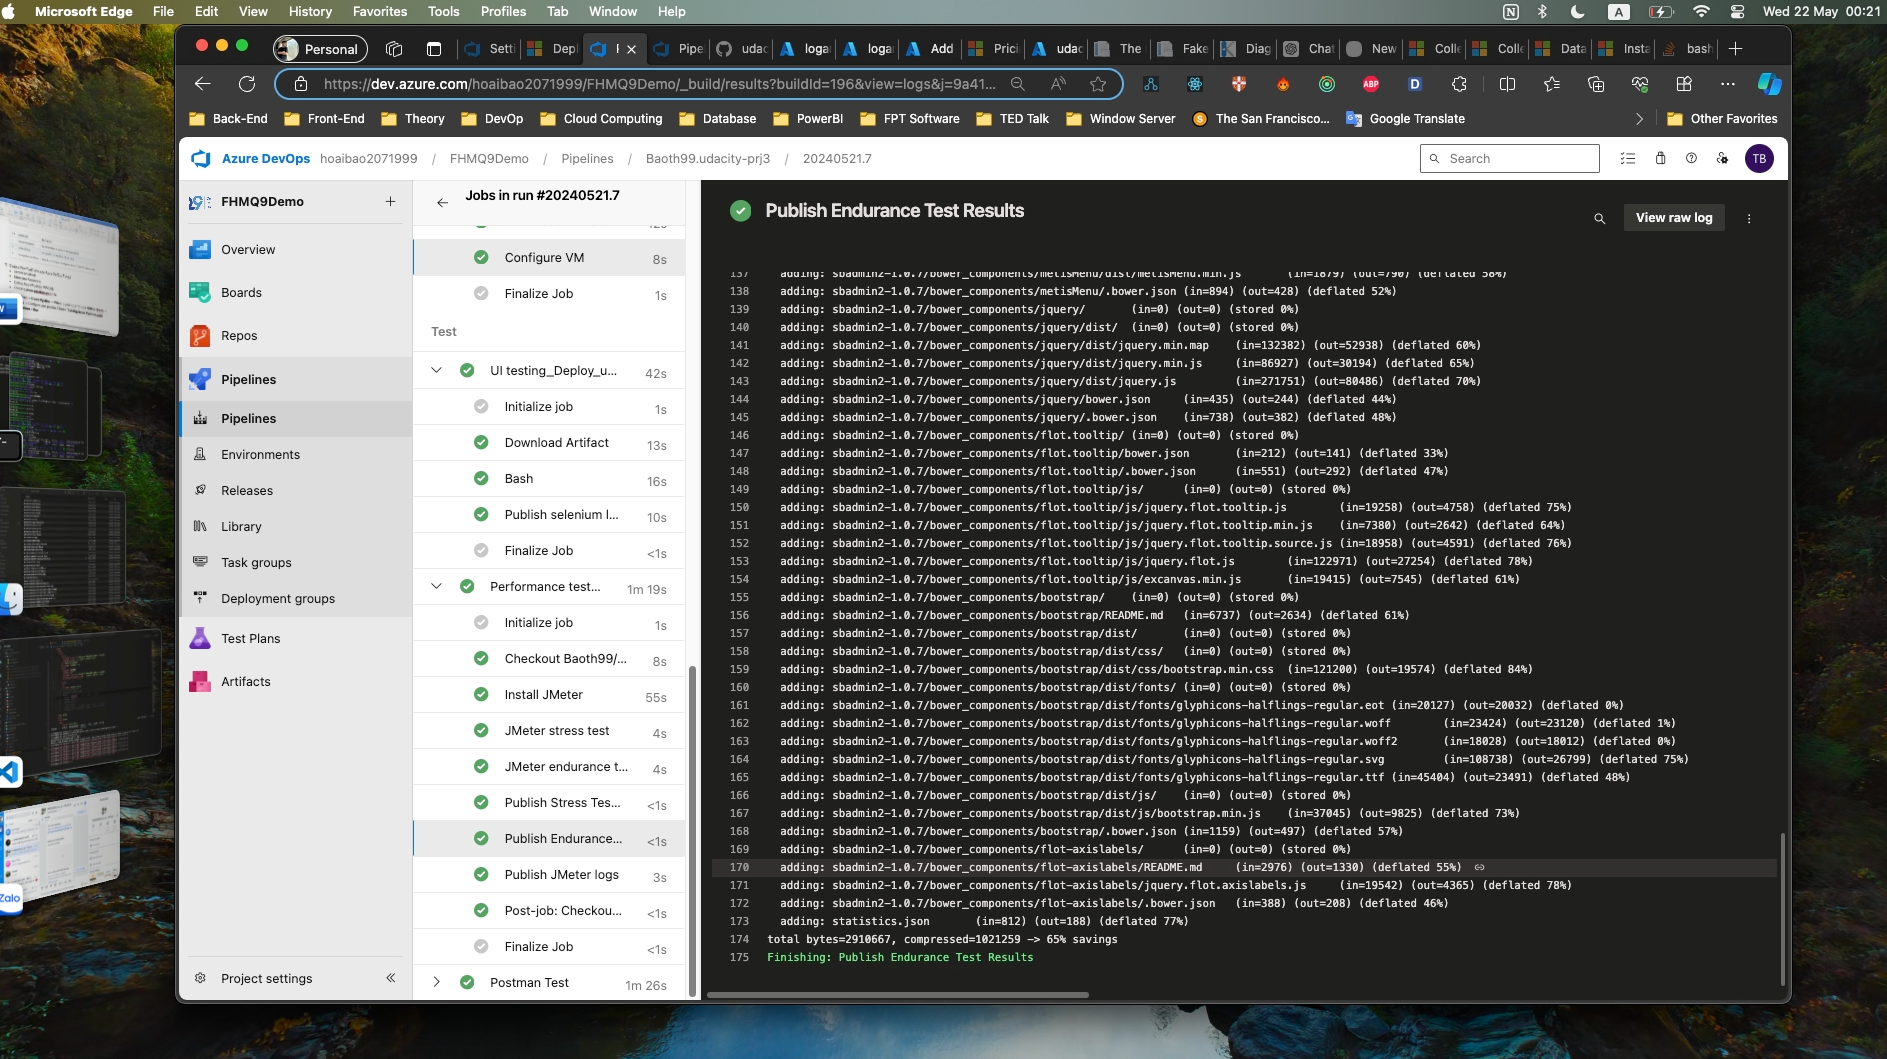 Microsoft Edge File Edit View History Favorites Tools Profiles Tab Window Help Wed 22 May 00:21
Personal Setti Depl F Pipe udac logar logar Add Prici udac The Fake Diag Chat New Colle Colle Data Insta bash
https://dev.azure.com/hoaibao2071999/FHMQ9Demo/_build/results?buildId=196&view=logs&j=9a41...
Back-End Front-End Theory DevOp Cloud Computing Database PowerBI FPT Software TED Talk Window Server The San Francisco... Google Translate Other Favorites
Azure DevOps hoaibao2071999 / FHMQ9Demo / Pipelines / Baoth99.udacity-prj3 / 20240521.7 Search TB
FHMQ9Demo
Overview
Boards
Repos
Pipelines
Pipelines
Environments
Releases
Library
Task groups
Deployment groups
Test Plans
Artifacts
Project settings
Jobs in run #20240521.7
Configure VM 8s
Finalize Job 1s
Test
UI testing_Deploy_u... 42s
Initialize job 1s
Download Artifact 13s
Bash 16s
Publish selenium l... 10s
Finalize Job <1s
Performance test... 1m 19s
Initialize job 1s
Checkout Baoth99/... 8s
Install JMeter 55s
JMeter stress test 4s
JMeter endurance t... 4s
Publish Stress Tes... <1s
Publish Endurance... <1s
Publish JMeter logs 3s
Post-job: Checkou... <1s
Finalize Job <1s
Postman Test 1m 26s
Publish Endurance Test Results
View raw log
137 adding: sbadmin2-1.0.7/bower_components/metisMenu/dist/metisMenu.min.js (in=1879) (out=790) (deflated 58%)
138 adding: sbadmin2-1.0.7/bower_components/metisMenu/.bower.json (in=894) (out=428) (deflated 52%)
139 adding: sbadmin2-1.0.7/bower_components/jquery/ (in=0) (out=0) (stored 0%)
140 adding: sbadmin2-1.0.7/bower_components/jquery/dist/ (in=0) (out=0) (stored 0%)
141 adding: sbadmin2-1.0.7/bower_components/jquery/dist/jquery.min.map (in=132382) (out=52938) (deflated 60%)
142 adding: sbadmin2-1.0.7/bower_components/jquery/dist/jquery.min.js (in=86927) (out=30194) (deflated 65%)
143 adding: sbadmin2-1.0.7/bower_components/jquery/dist/jquery.js (in=271751) (out=80486) (deflated 70%)
144 adding: sbadmin2-1.0.7/bower_components/jquery/bower.json (in=435) (out=244) (deflated 44%)
145 adding: sbadmin2-1.0.7/bower_components/jquery/.bower.json (in=738) (out=382) (deflated 48%)
146 adding: sbadmin2-1.0.7/bower_components/flot.tooltip/ (in=0) (out=0) (stored 0%)
147 adding: sbadmin2-1.0.7/bower_components/flot.tooltip/bower.json (in=212) (out=141) (deflated 33%)
148 adding: sbadmin2-1.0.7/bower_components/flot.tooltip/.bower.json (in=551) (out=292) (deflated 47%)
149 adding: sbadmin2-1.0.7/bower_components/flot.tooltip/js/ (in=0) (out=0) (stored 0%)
150 adding: sbadmin2-1.0.7/bower_components/flot.tooltip/js/jquery.flot.tooltip.js (in=19258) (out=4758) (deflated 75%)
151 adding: sbadmin2-1.0.7/bower_components/flot.tooltip/js/jquery.flot.tooltip.min.js (in=7380) (out=2642) (deflated 64%)
152 adding: sbadmin2-1.0.7/bower_components/flot.tooltip/js/jquery.flot.tooltip.source.js (in=18958) (out=4591) (deflated 76%)
153 adding: sbadmin2-1.0.7/bower_components/flot.tooltip/js/jquery.flot.js (in=122971) (out=27254) (deflated 78%)
154 adding: sbadmin2-1.0.7/bower_components/flot.tooltip/js/excanvas.min.js (in=19415) (out=7545) (deflated 61%)
155 adding: sbadmin2-1.0.7/bower_components/bootstrap/ (in=0) (out=0) (stored 0%)
156 adding: sbadmin2-1.0.7/bower_components/bootstrap/README.md (in=6737) (out=2634) (deflated 61%)
157 adding: sbadmin2-1.0.7/bower_components/bootstrap/dist/ (in=0) (out=0) (stored 0%)
158 adding: sbadmin2-1.0.7/bower_components/bootstrap/dist/css/ (in=0) (out=0) (stored 0%)
159 adding: sbadmin2-1.0.7/bower_components/bootstrap/dist/css/bootstrap.min.css (in=121200) (out=19574) (deflated 84%)
160 adding: sbadmin2-1.0.7/bower_components/bootstrap/dist/fonts/ (in=0) (out=0) (stored 0%)
161 adding: sbadmin2-1.0.7/bower_components/bootstrap/dist/fonts/glyphicons-halflings-regular.eot (in=20127) (out=20032) (deflated 0%)
162 adding: sbadmin2-1.0.7/bower_components/bootstrap/dist/fonts/glyphicons-halflings-regular.woff (in=23424) (out=23120) (deflated 1%)
163 adding: sbadmin2-1.0.7/bower_components/bootstrap/dist/fonts/glyphicons-halflings-regular.woff2 (in=18028) (out=18012) (deflated 0%)
164 adding: sbadmin2-1.0.7/bower_components/bootstrap/dist/fonts/glyphicons-halflings-regular.svg (in=108738) (out=26799) (deflated 75%)
165 adding: sbadmin2-1.0.7/bower_components/bootstrap/dist/fonts/glyphicons-halflings-regular.ttf (in=45404) (out=23491) (deflated 48%)
166 adding: sbadmin2-1.0.7/bower_components/bootstrap/dist/js/ (in=0) (out=0) (stored 0%)
167 adding: sbadmin2-1.0.7/bower_components/bootstrap/dist/js/bootstrap.min.js (in=37045) (out=9825) (deflated 73%)
168 adding: sbadmin2-1.0.7/bower_components/bootstrap/.bower.json (in=1159) (out=497) (deflated 57%)
169 adding: sbadmin2-1.0.7/bower_components/flot-axislabels/ (in=0) (out=0) (stored 0%)
170 adding: sbadmin2-1.0.7/bower_components/flot-axislabels/README.md (in=2976) (out=1330) (deflated 55%)
171 adding: sbadmin2-1.0.7/bower_components/flot-axislabels/jquery.flot.axislabels.js (in=19542) (out=4365) (deflated 78%)
172 adding: sbadmin2-1.0.7/bower_components/flot-axislabels/.bower.json (in=388) (out=208) (deflated 46%)
173 adding: statistics.json (in=812) (out=188) (deflated 77%)
174 total bytes=2910667, compressed=1021259 -> 65% savings
175 Finishing: Publish Endurance Test Results
Zalo